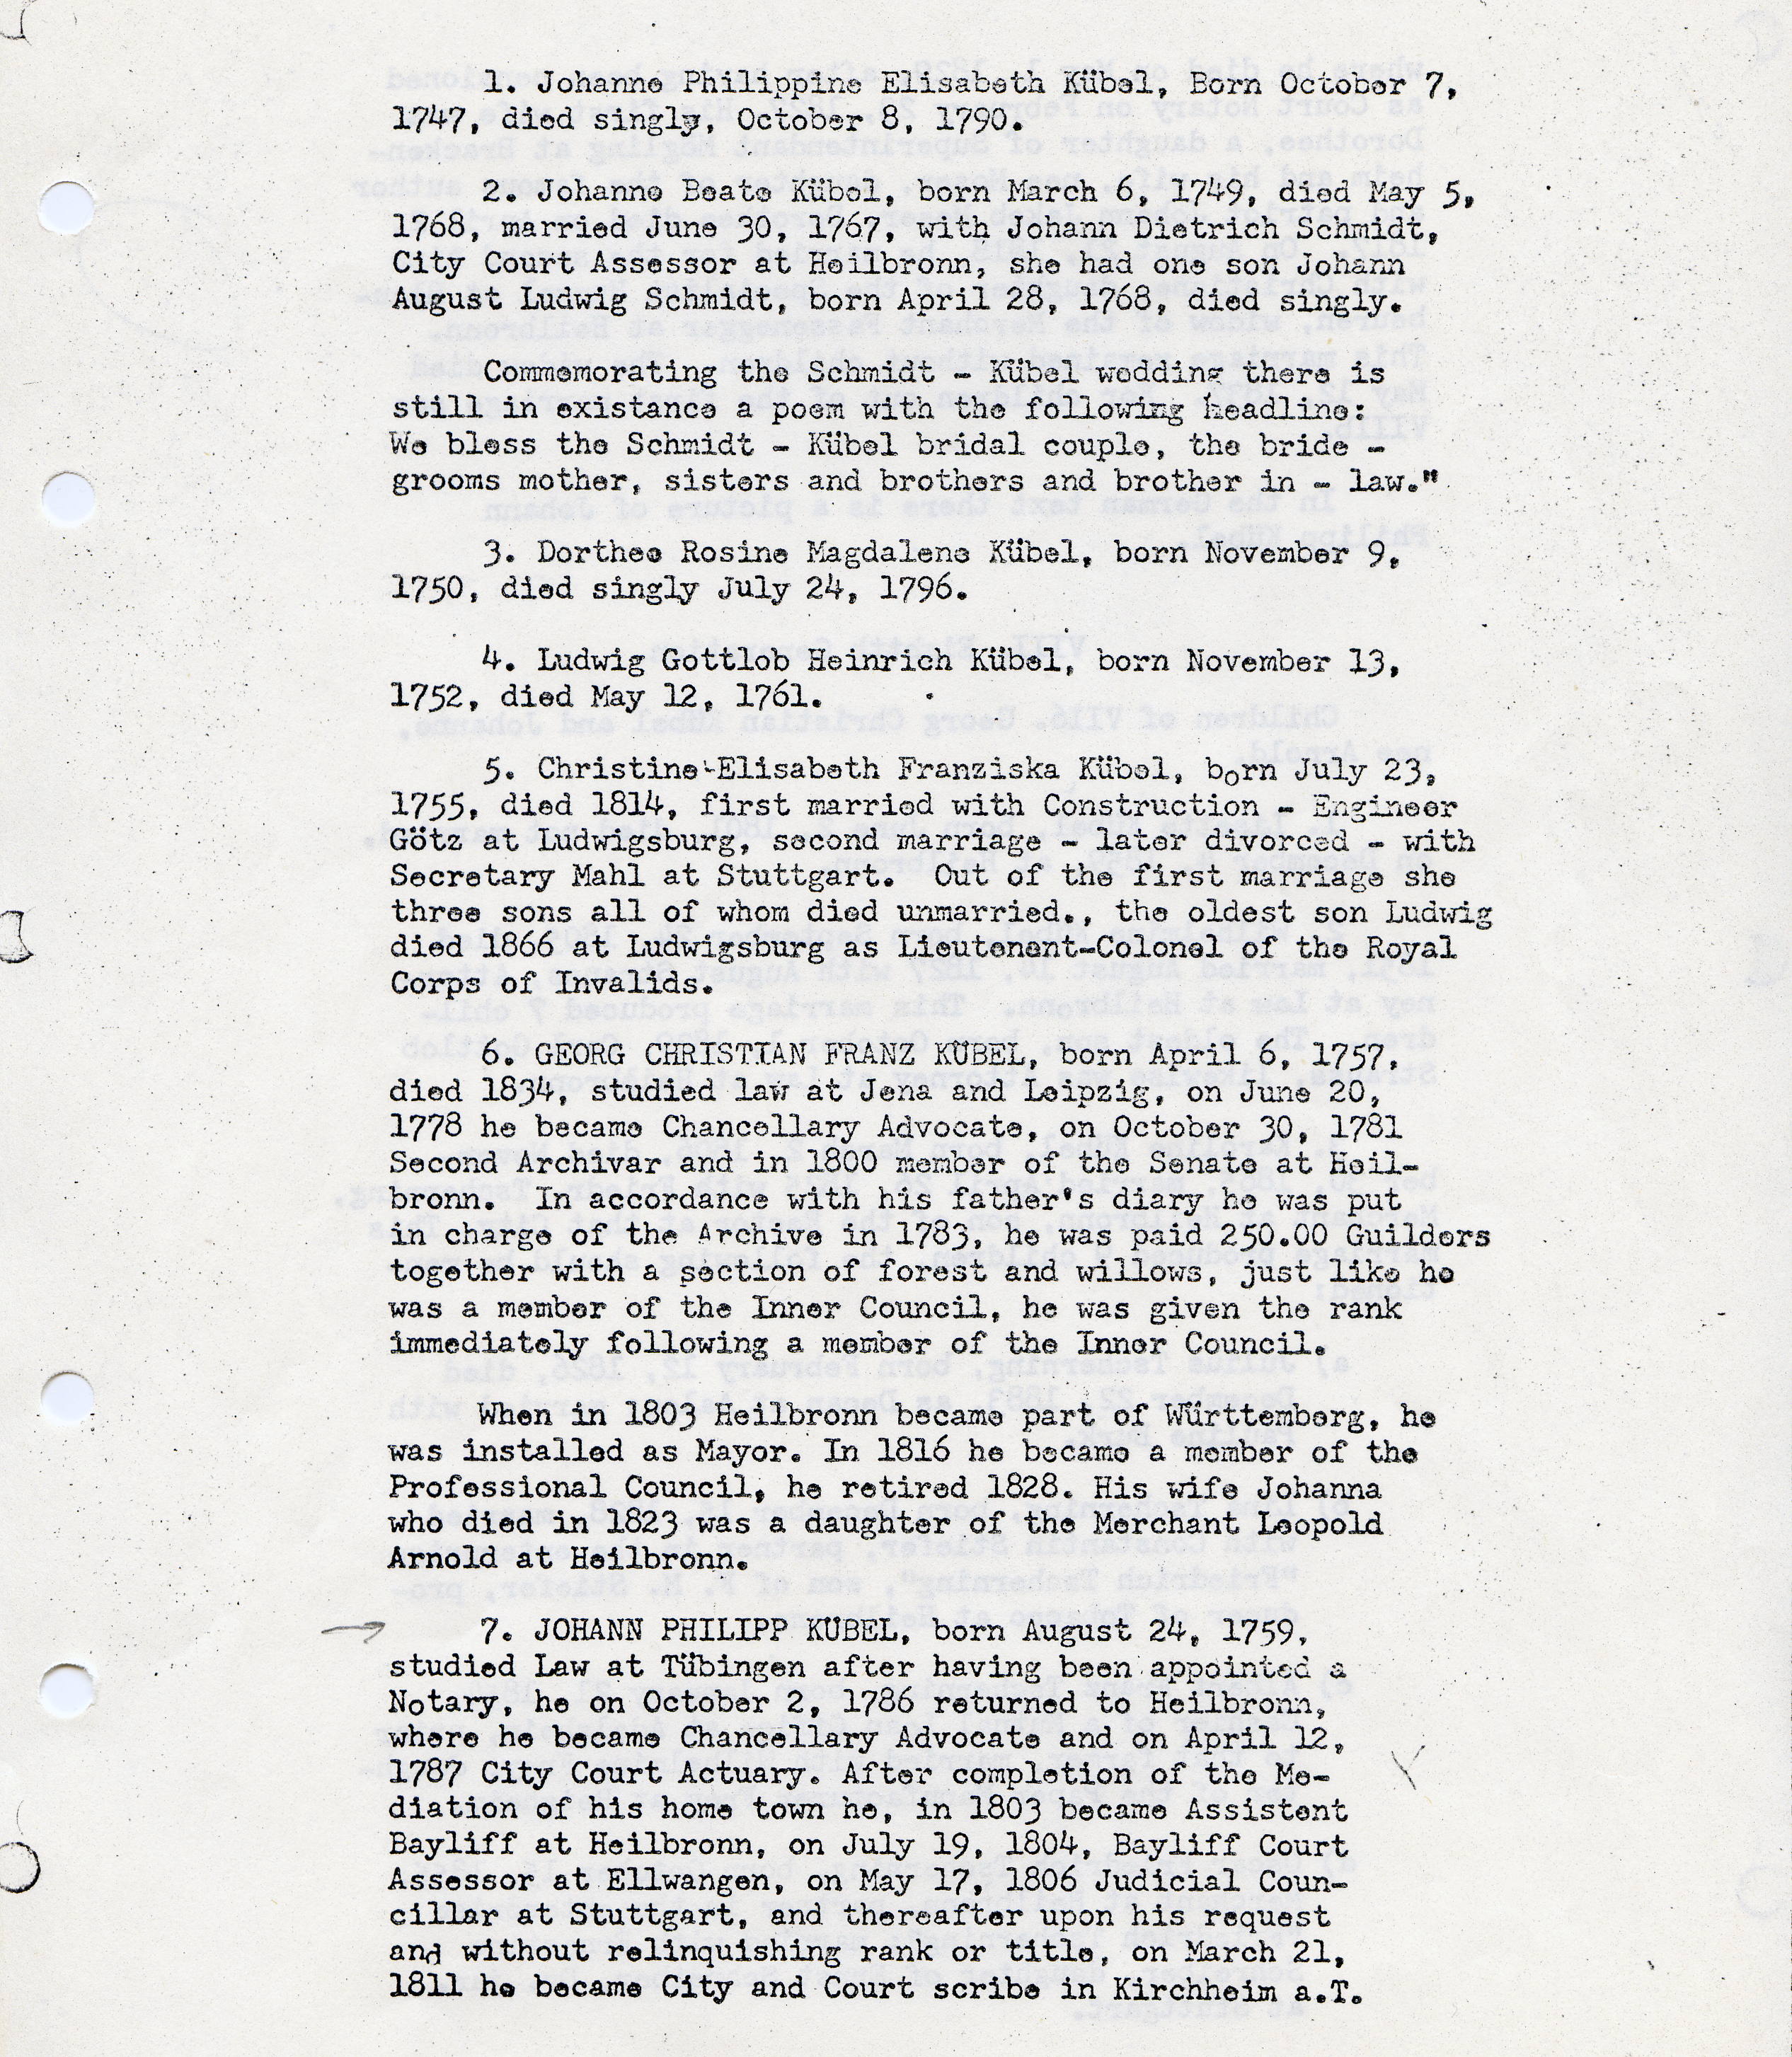 1. Johanne Philippine Elisabeth Kübel, Born October 7,
1747, died singly, October 8, 1790.
2. Johanne Beate Kübel, born March 6, 1749, died May 5,
1768, married June 30, 1767, with Johann Dietrich Schmidt,
City Court Assessor at Heilbronn, she had one son Johann
August Ludwig Schmidt, born April 28, 1768, died singly.
Commemorating the Schmidt - Kübel wedding there is
still in existance a poem with the following headline:
We bless the Schmidt - Kübel bridal couple, the bride -
grooms mother, sisters and brothers and brother in - law."
3. Dorthee Rosine Magdalene Kübel, born November 9,
1750, died singly July 24, 1796.
4. Ludwig Gottlob Heinrich Kübel, born November 13,
1752, died May 12, 1761.
5. Christine-Elisabeth Franziska Kübel, born July 23,
1755, died 1814, first married with Construction - Engineer
Götz at Ludwigsburg, second marriage - later divorced - with
Secretary Mahl at Stuttgart. Out of the first marriage she
three sons all of whom died unmarried., the oldest son Ludwig
died 1866 at Ludwigsburg as Lieutenant-Colonel of the Royal
Corps of Invalids.
6. GEORG CHRISTIAN FRANZ KÜBEL, born April 6, 1757,
died 1834, studied law at Jena and Leipzig, on June 20,
1778 he became Chancellary Advocate, on October 30, 1781
Second Archivar and in 1800 member of the Senate at Heil-
bronn. In accordance with his father's diary he was put
in charge of the Archive in 1783, he was paid 250.00 Guilders
together with a section of forest and willows, just like he
was a member of the Inner Council, he was given the rank
immediately following a member of the Inner Council.
When in 1803 Heilbronn became part of Württemberg, he
was installed as Mayor. In 1816 he became a member of the
Professional Council, he retired 1828. His wife Johanna
who died in 1823 was a daughter of the Merchant Leopold
Arnold at Heilbronn.
7. JOHANN PHILIPP KÜBEL, born August 24, 1759,
studied Law at Tübingen after having been appointed a
Notary, he on October 2, 1786 returned to Heilbronn,
where he became Chancellary Advocate and on April 12,
1787 City Court Actuary. After completion of the Me-
diation of his home town he, in 1803 became Assistent
Bayliff at Heilbronn, on July 19, 1804, Bayliff Court
Assessor at Ellwangen, on May 17, 1806 Judicial Coun-
cillar at Stuttgart, and thereafter upon his request
and without relinquishing rank or title, on March 21,
1811 he became City and Court scribe in Kirchheim a.T.